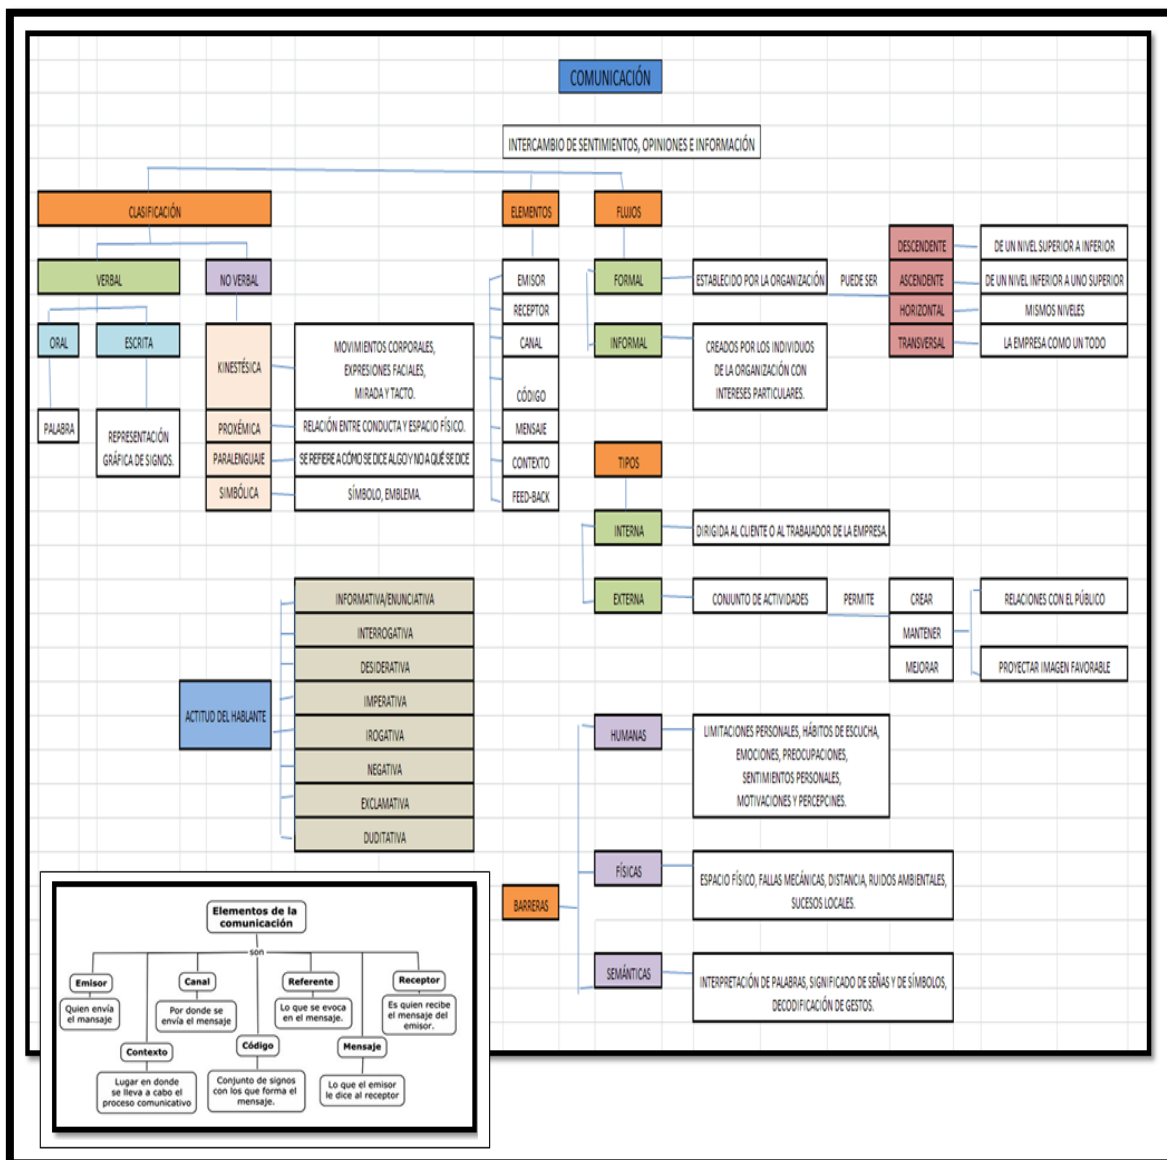 COMUNICACIÓN
INTERCAMBIO DE SENTIMIENTOS, OPINIONES E INFORMACIÓN
CLASIFICACIÓN
VERBAL
NO VERBAL
ORAL
ESCRITA
PALABRA
REPRESENTACIÓN
GRÁFICA DE SIGNOS.
KINESTÉSICA
MOVIMIENTOS CORPORALES,
EXPRESIONES FACIALES,
MIRADA Y TACTO.
PROXÉMICA
RELACIÓN ENTRE CONDUCTA Y ESPACIO FÍSICO.
PARALENGUAJE
SE REFIERE A CÓMO SE DICE ALGO Y NO A QUÉ SE DICE
SIMBÓLICA
SÍMBOLO, EMBLEMA.
ELEMENTOS
EMISOR
RECEPTOR
CANAL
CÓDIGO
MENSAJE
CONTEXTO
FEED-BACK
FLUJOS
FORMAL
ESTABLECIDO POR LA ORGANIZACIÓN
PUEDE SER
DESCENDENTE
DE UN NIVEL SUPERIOR A INFERIOR
ASCENDENTE
DE UN NIVEL INFERIOR A UNO SUPERIOR
HORIZONTAL
MISMOS NIVELES
TRANSVERSAL
LA EMPRESA COMO UN TODO
INFORMAL
CREADOS POR LOS INDIVIDUOS
DE LA ORGANIZACIÓN CON
INTERESES PARTICULARES.
TIPOS
INTERNA
DIRIGIDA AL CLIENTE O AL TRABAJADOR DE LA EMPRESA.
EXTERNA
CONJUNTO DE ACTIVIDADES
PERMITE
CREAR
MANTENER
MEJORAR
RELACIONES CON EL PÚBLICO
PROYECTAR IMAGEN FAVORABLE
ACTITUD DEL HABLANTE
INFORMATIVA/ENUNCIATIVA
INTERROGATIVA
DESIDERATIVA
IMPERATIVA
IROGATIVA
NEGATIVA
EXCLAMATIVA
DUDITATIVA
BARRERAS
HUMANAS
LIMITACIONES PERSONALES, HÁBITOS DE ESCUCHA,
EMOCIONES, PREOCUPACIONES,
SENTIMIENTOS PERSONALES,
MOTIVACIONES Y PERCEPCINES.
FÍSICAS
ESPACIO FÍSICO, FALLAS MECÁNICAS, DISTANCIA, RUIDOS AMBIENTALES,
SUCESOS LOCALES.
SEMÁNTICAS
INTERPRETACIÓN DE PALABRAS, SIGNIFICADO DE SEÑAS Y DE SÍMBOLOS,
DECODIFICACIÓN DE GESTOS.
Elementos de la
comunicación
son
Emisor
Quien envía
el mansaje
Canal
Por donde se
envía el mensaje
Referente
Lo que se evoca
en el mensaje.
Receptor
Es quien recibe
el mensaje del
emisor.
Contexto
Lugar en donde
se lleva a cabo el
proceso comunicativo
Código
Conjunto de signos
con los que forma el
mensaje.
Mensaje
Lo que el emisor
le dice al receptor